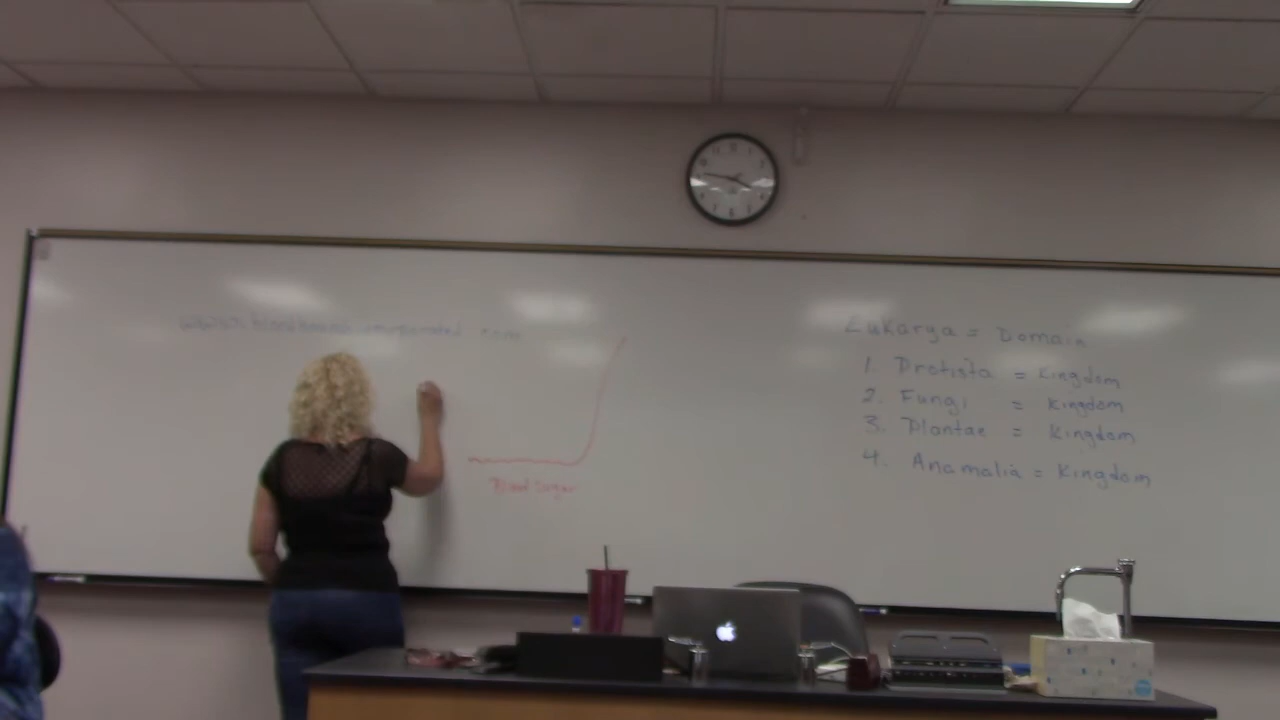 Eukarya = Domain
1. Protista = Kingdom
2. Fungi = Kingdom
3. Plantae = Kingdom
4. Anamalia = Kingdom
Blood Sugar